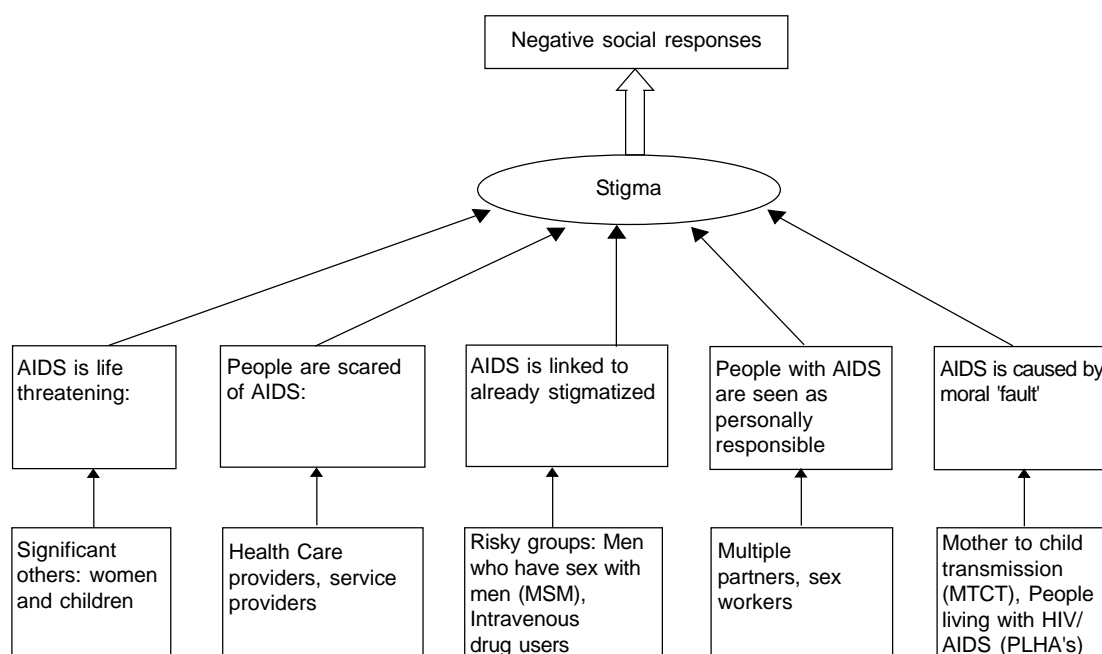 Negative social responses
Stigma
AIDS is life
threatening:
People are scared
of AIDS:
AIDS is linked to
already stigmatized
People with AIDS
are seen as
personally
responsible
AIDS is caused by
moral 'fault'
Significant
others: women
and children
Health Care
providers, service
providers
Risky groups: Men
who have sex with
men (MSM),
Intravenous
drug users
Multiple
partners, sex
workers
Mother to child
transmission
(MTCT), People
living with HIV/
AIDS (PLHA's)